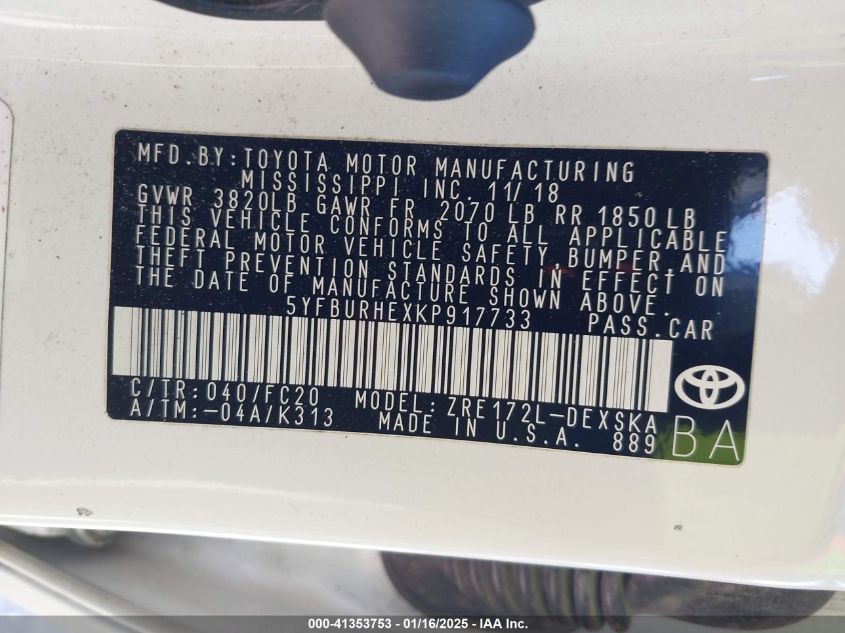 MFD.BY:TOYOTA MOTOR MANUFACTURING
MISSISSIPPI INC. 11/18
GVWR 3820LB GAWR FR 2070 LB RR 1850LB
THIS VEHICLE CONFORMS TO ALL APPLICABLE
FEDERAL MOTOR VEHICLE SAFETY,BUMPER,AND
THEFT PREVENTION STANDARDS IN EFFECT ON
THE DATE OF MANUFACTURE SHOWN ABOVE.
5YFBURHEXKP917733 PASS.CAR
C/TR: 040/FC20 MODEL: ZRE172L-DEXSKA
A/TM:-04A/K313 MADE IN U.S.A. 889
BA
000-41353753 - 01/16/2025 - IAA Inc.